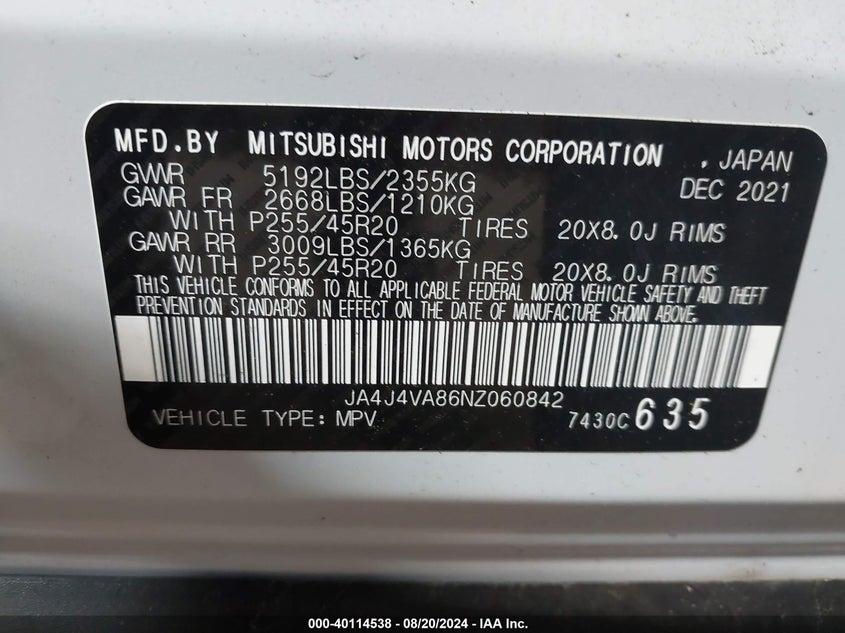 MFD.BY MITSUBISHI MOTORS CORPORATION , JAPAN
GVWR 5192LBS/2355KG DEC 2021
GAWR FR 2668LBS/1210KG
WITH P255/45R20 TIRES 20X8.0J RIMS
GAWR RR 3009LBS/1365KG
WITH P255/45R20 TIRES 20X8.0J RIMS
THIS VEHICLE CONFORMS TO ALL APPLICABLE FEDERAL MOTOR VEHICLE SAFETY AND THEFT
PREVENTION STANDARDS IN EFFECT ON THE DATE OF MANUFACTURE SHOWN ABOVE.
JA4J4VA86NZ060842
VEHICLE TYPE: MPV 7430C 635
000-40114538 - 08/20/2024 - IAA Inc.